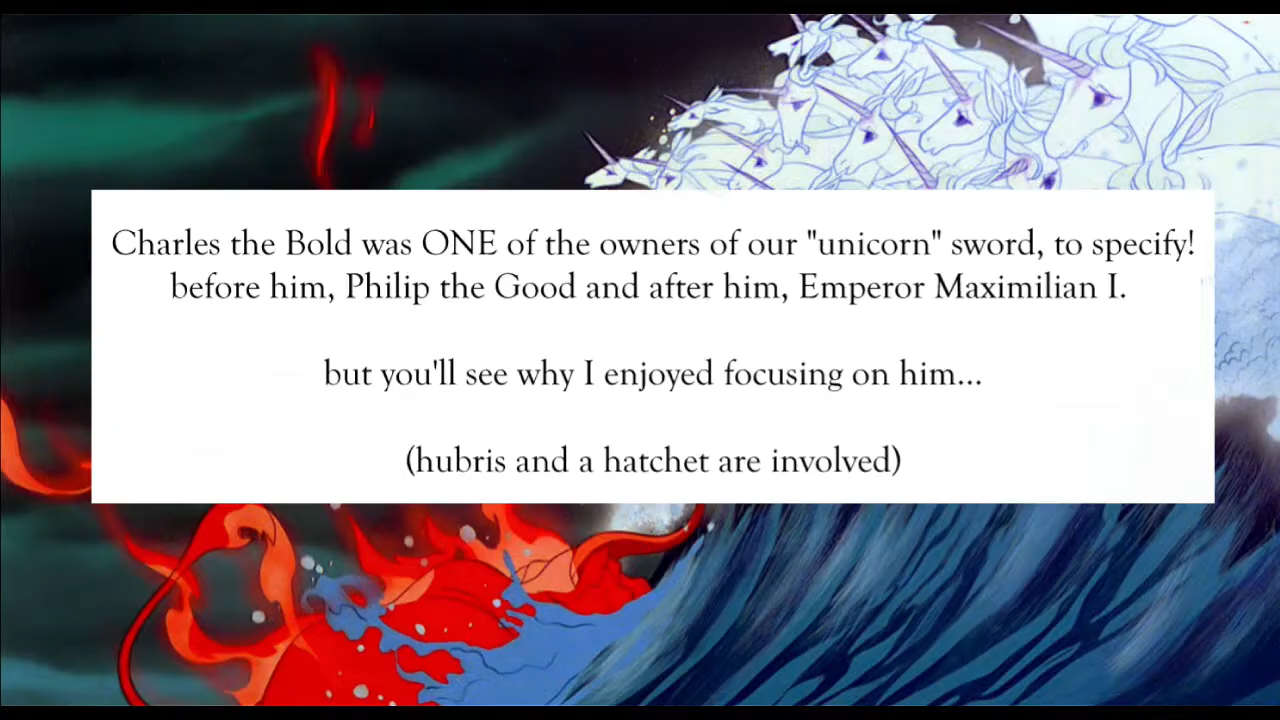 Charles the Bold was ONE of the owners of our "unicorn" sword, to specify!
before him, Philip the Good and after him, Emperor Maximilian I.
but you'll see why I enjoyed focusing on him...
(hubris and a hatchet are involved)